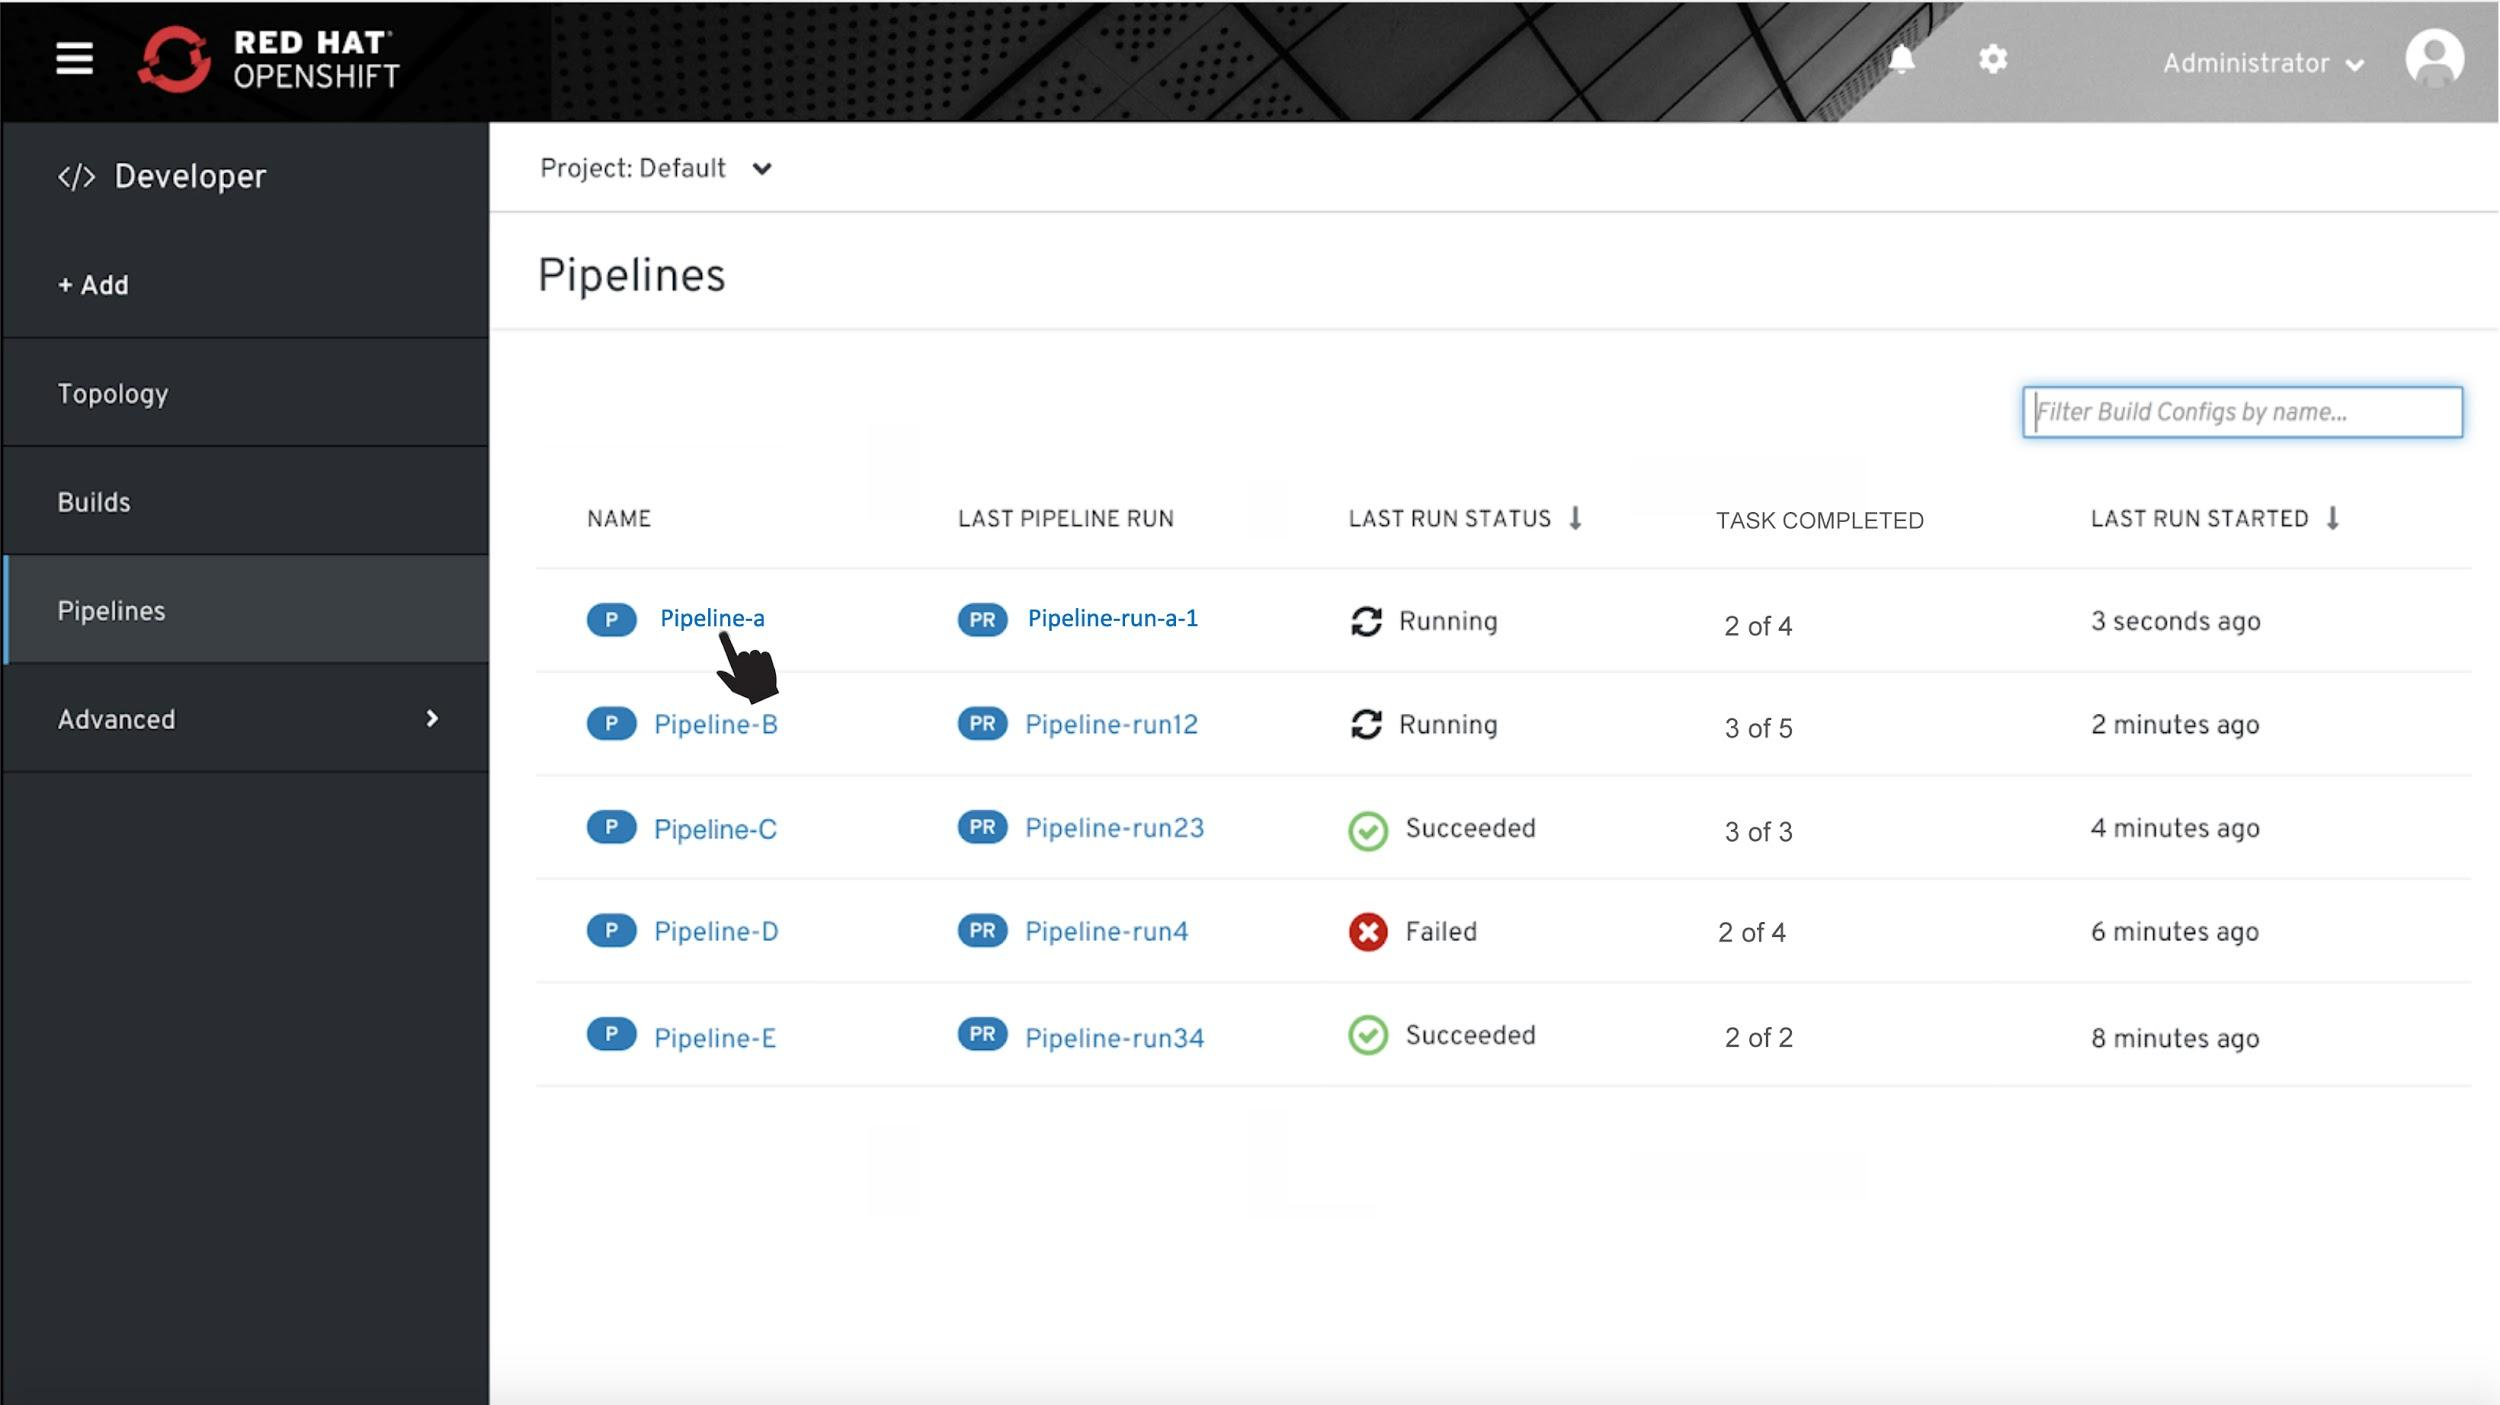 RED HAT
OPENSHIFT
Administrator
</> Developer
+ Add
Topology
Builds
Pipelines
Advanced
Project: Default
Pipelines
Filter Build Configs by name...
NAME LAST PIPELINE RUN LAST RUN STATUS TASK COMPLETED LAST RUN STARTED
P Pipeline-a PR Pipeline-run-a-1 Running 2 of 4 3 seconds ago
P Pipeline-B PR Pipeline-run12 Running 3 of 5 2 minutes ago
P Pipeline-C PR Pipeline-run23 Succeeded 3 of 3 4 minutes ago
P Pipeline-D PR Pipeline-run4 Failed 2 of 4 6 minutes ago
P Pipeline-E PR Pipeline-run34 Succeeded 2 of 2 8 minutes ago